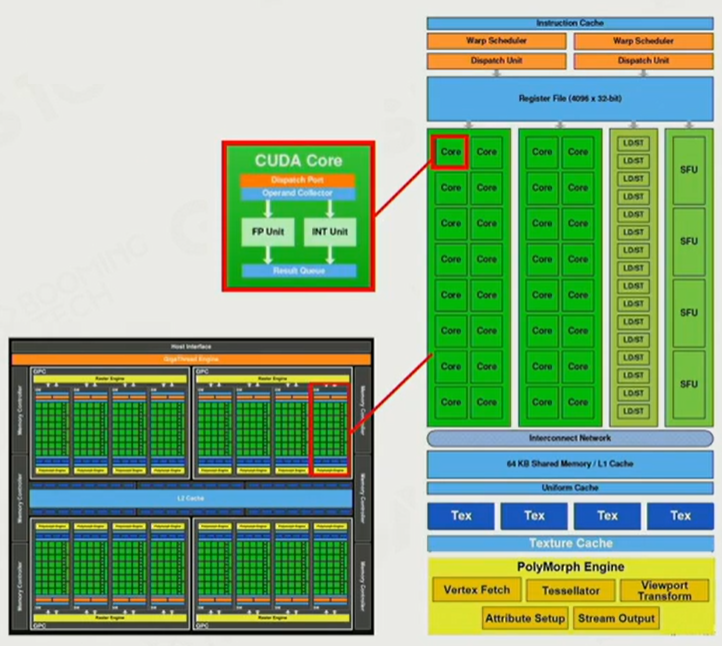 Instruction Cache
Warp Scheduler Warp Scheduler
Dispatch Unit Dispatch Unit
Register File (4096 x 32-bit)
CUDA Core
Dispatch Port
Operand Collector
FP Unit INT Unit
Result Queue
Core Core Core Core LD/ST LD/ST SFU
Core Core Core Core LD/ST LD/ST
Core Core Core Core LD/ST LD/ST SFU
Core Core Core Core LD/ST LD/ST
Core Core Core Core LD/ST LD/ST SFU
Core Core Core Core LD/ST LD/ST
Core Core Core Core LD/ST LD/ST SFU
Core Core Core Core LD/ST LD/ST
Interconnect Network
64 KB Shared Memory / L1 Cache
Uniform Cache
Tex Tex Tex Tex
Texture Cache
PolyMorph Engine
Vertex Fetch Tessellator Viewport Transform
Attribute Setup Stream Output
Host Interface
GigaThread Engine
GPC GPC
Raster Engine Raster Engine
Memory Controller Memory Controller
Memory Controller Memory Controller
L2 Cache
Memory Controller Memory Controller
Raster Engine Raster Engine
GPC GPC